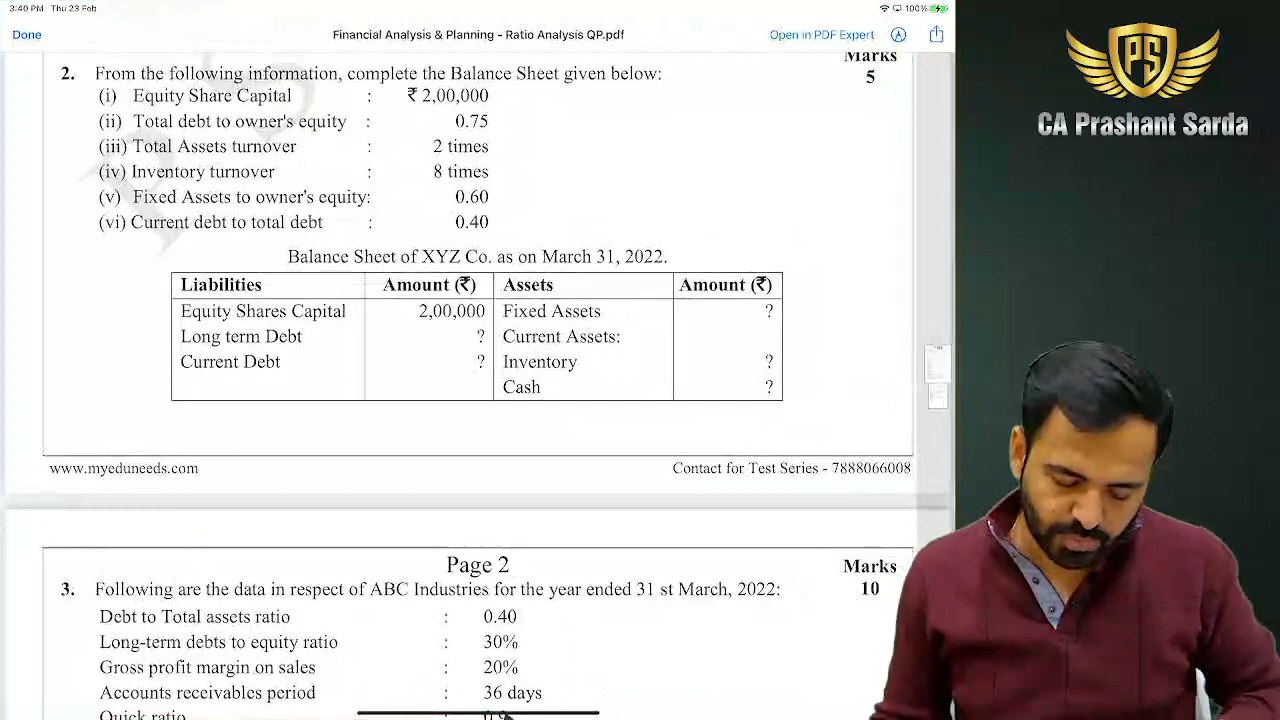 3:40 PM Thu 23 Feb
100%
Done
Financial Analysis & Planning - Ratio Analysis QP.pdf
Open in PDF Expert
PS
CA Prashant Sarda
Marks
2. From the following information, complete the Balance Sheet given below: 5
(i) Equity Share Capital : ₹ 2,00,000
(ii) Total debt to owner's equity : 0.75
(iii) Total Assets turnover : 2 times
(iv) Inventory turnover : 8 times
(v) Fixed Assets to owner's equity: 0.60
(vi) Current debt to total debt : 0.40
Balance Sheet of XYZ Co. as on March 31, 2022.
Liabilities Amount (₹) Assets Amount (₹)
Equity Shares Capital 2,00,000 Fixed Assets ?
Long term Debt ? Current Assets:
Current Debt ? Inventory ?
Cash ?
www.myeduneeds.com Contact for Test Series - 7888066008
Page 2 Marks
3. Following are the data in respect of ABC Industries for the year ended 31 st March, 2022: 10
Debt to Total assets ratio : 0.40
Long-term debts to equity ratio : 30%
Gross profit margin on sales : 20%
Accounts receivables period : 36 days
Quick ratio :